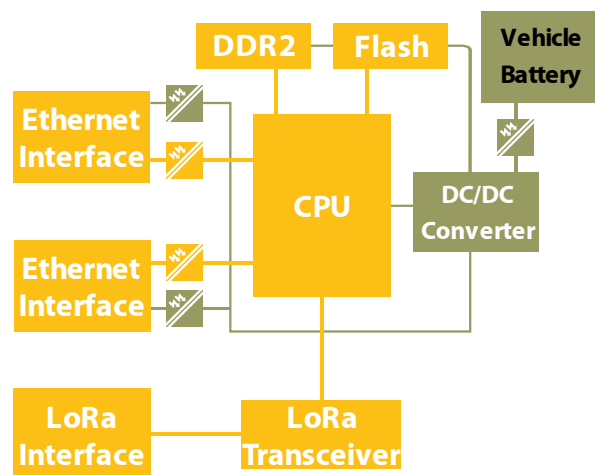 DDR2
Flash
Vehicle
Battery
Ethernet
Interface
CPU
DC/DC
Converter
Ethernet
Interface
LoRa
Interface
LoRa
Transceiver